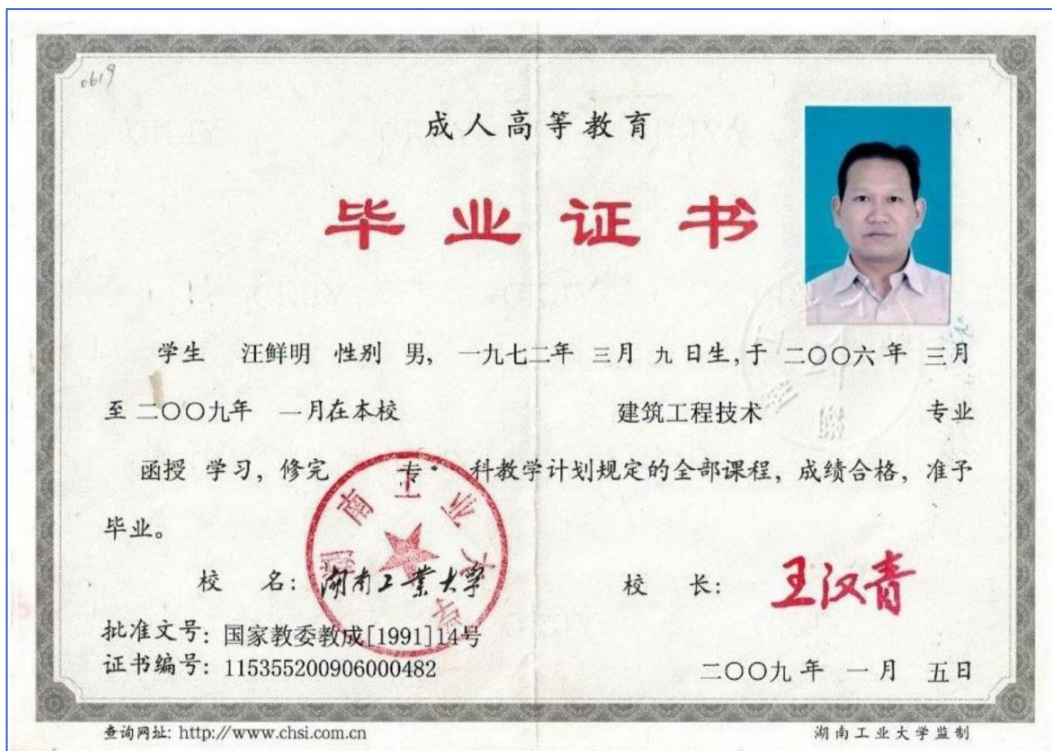 0619
成人高等教育
毕业证书
学生 汪鲜明 性别 男, 一九七二年 三月 九日生,于 二〇〇六年 三月
至二〇〇九年 一月在本校 建筑工程技术 专业
函授 学习, 修完 专 科教学计划规定的全部课程, 成绩合格, 准予
毕业。
校 名: 湖南工業大学
校 长: 王汉青
批准文号: 国家教委教成[1991]14号
证书编号: 115355200906000482
二〇〇九年 一月 五日
查询网址: http://www.chsi.com.cn
湖南工业大学监制